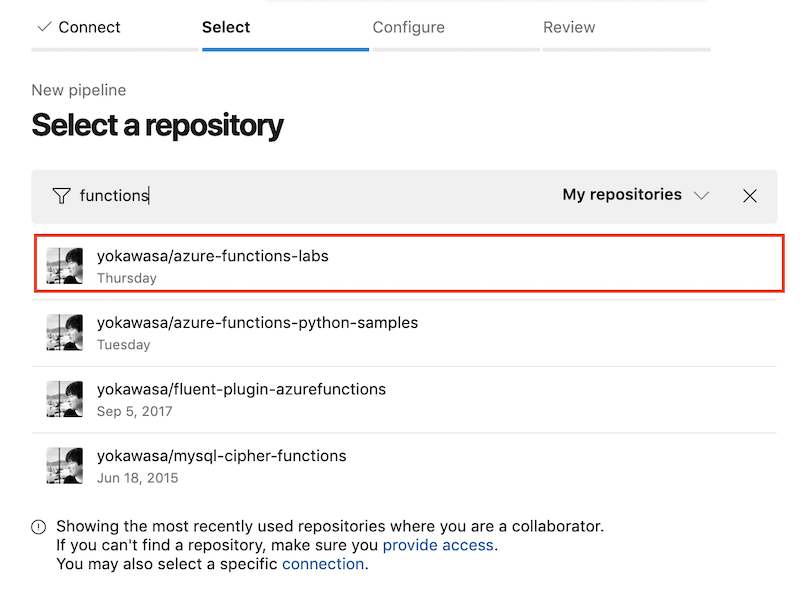 Connect
Select
Configure
Review
New pipeline
Select a repository
functions
My repositories
yokawasa/azure-functions-labs
Thursday
yokawasa/azure-functions-python-samples
Tuesday
yokawasa/fluent-plugin-azurefunctions
Sep 5, 2017
yokawasa/mysql-cipher-functions
Jun 18, 2015
Showing the most recently used repositories where you are a collaborator.
If you can't find a repository, make sure you provide access.
You may also select a specific connection.